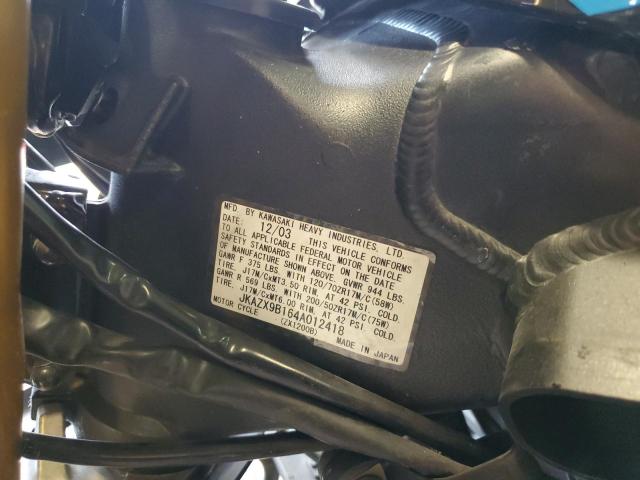 MFD. BY KAWASAKI HEAVY INDUSTRIES, LTD.
DATE: 12/03 THIS VEHICLE CONFORMS
TO ALL APPLICABLE FEDERAL MOTOR VEHICLE
SAFETY STANDARDS IN EFFECT ON THE DATE
OF MANUFACTURE SHOWN ABOVE. GVWR 944 LBS.
GAWR F 375 LBS. WITH 120/70ZR17M/C(58W)
TIRE, J17M/CxMT3.50 RIM, AT 42 PSI. COLD.
GAWR R 569 LBS. WITH 200/50ZR17M/C(75W)
TIRE, J17M/CxMT6.00 RIM, AT 42 PSI. COLD.
JKAZX9B164A012418
MOTOR CYCLE (ZX1200B) MADE IN JAPAN